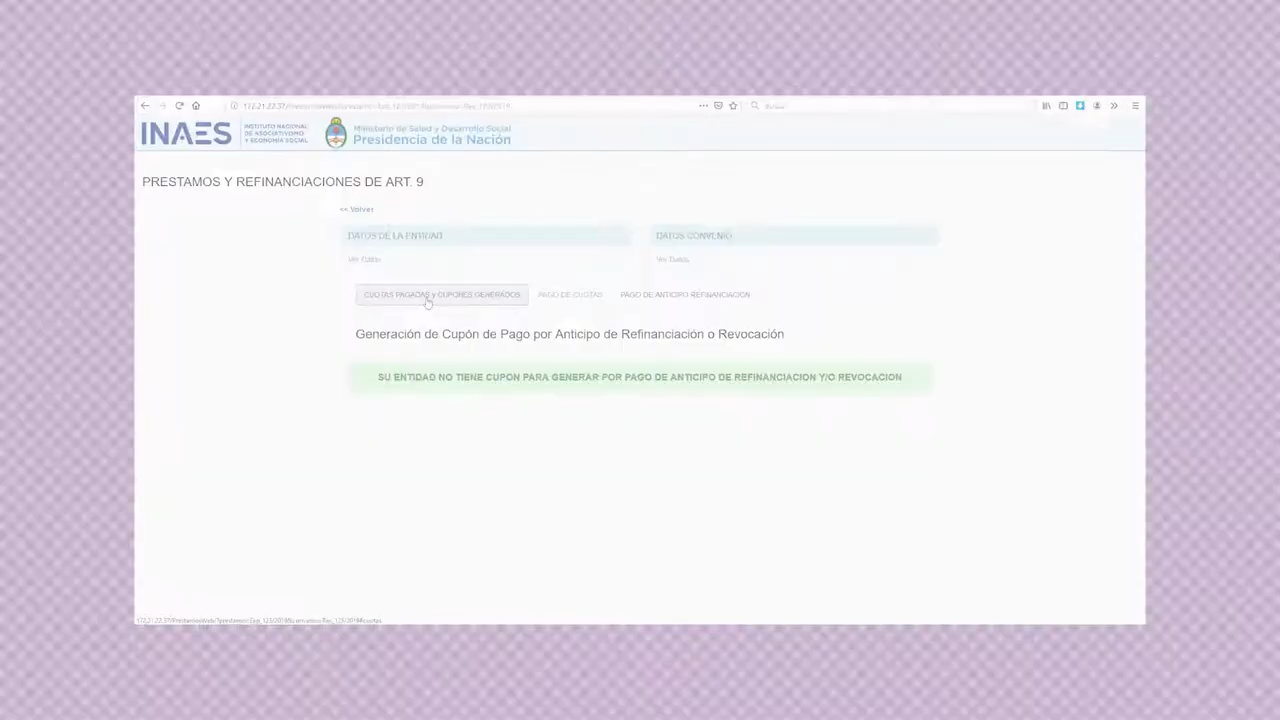 INAES
INSTITUTO NACIONAL
DE ASOCIATIVISMO
Y ECONOMÍA SOCIAL
Ministerio de Salud y Desarrollo Social
Presidencia de la Nación
PRESTAMOS Y REFINANCIACIONES DE ART. 9
<< Volver
DATOS DE LA ENTIDAD
DATOS CONVENIO
Ver Datos
Ver Datos
CUOTAS PAGADAS y CUPONES GENERADOS
PAGO DE CUOTAS
PAGO DE ANTICIPO REFINANCIACION
Generación de Cupón de Pago por Anticipo de Refinanciación o Revocación
SU ENTIDAD NO TIENE CUPON PARA GENERAR POR PAGO DE ANTICIPO DE REFINANCIACION Y/O REVOCACION